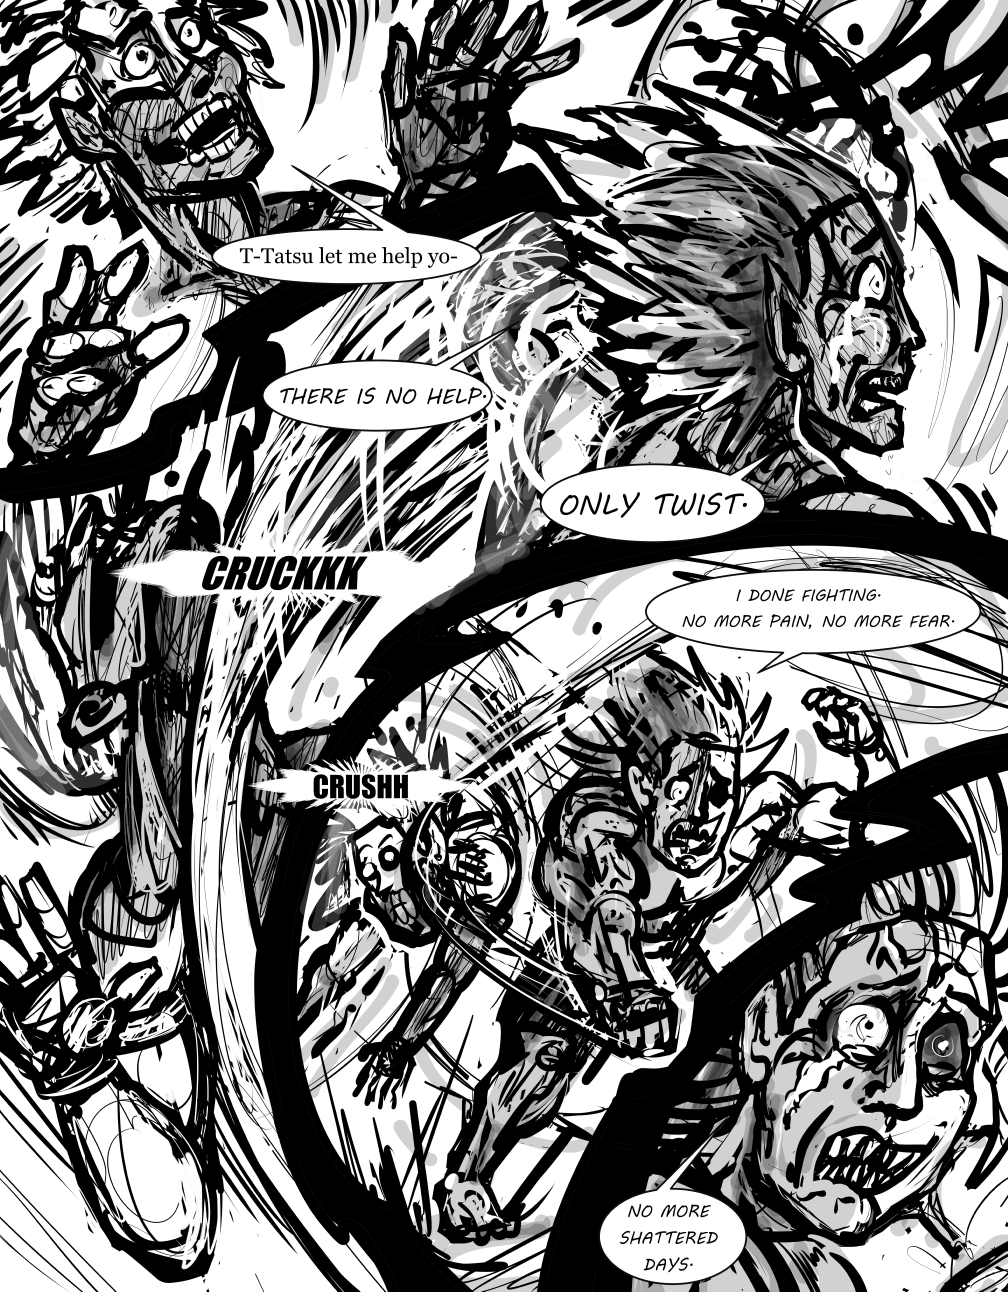 T-Tatsu let me help yo-
THERE IS NO HELP.
ONLY TWIST.
CRUCKKK
I DONE FIGHTING.
NO MORE PAIN, NO MORE FEAR.
CRUSHH
NO MORE
SHATTERED
DAYS.